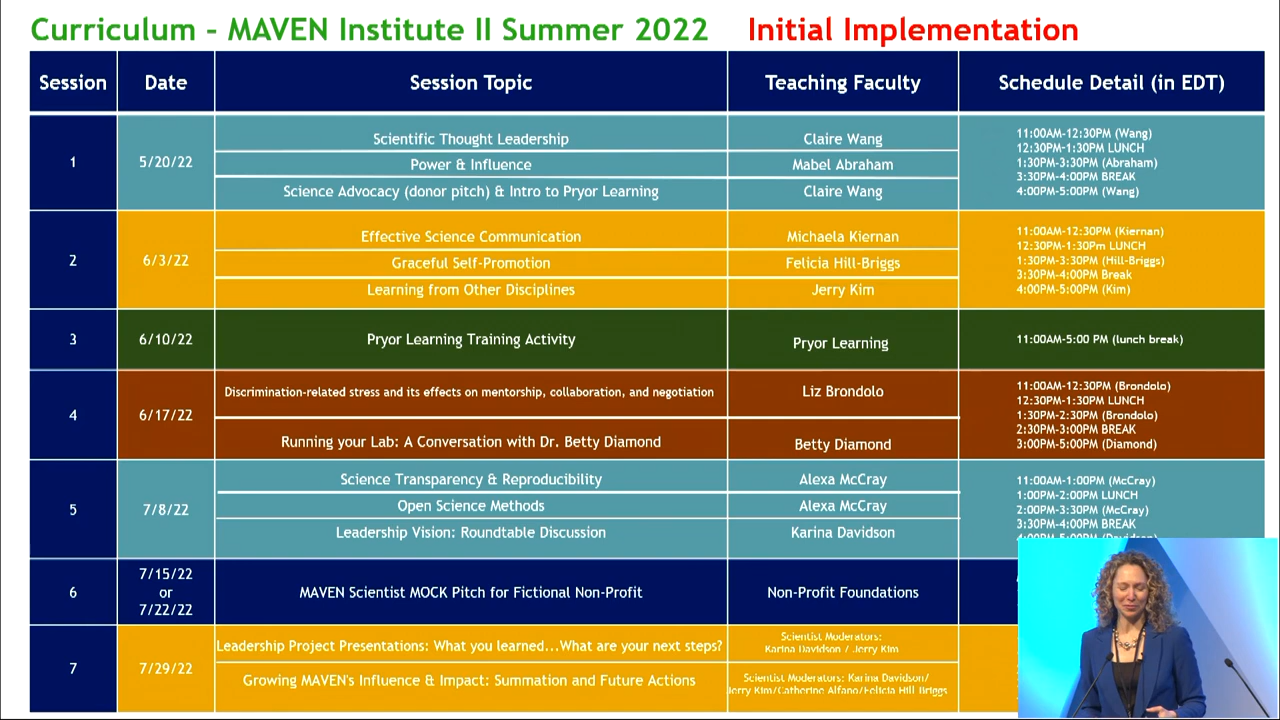 Curriculum – MAVEN Institute II Summer 2022 Initial Implementation
Session Date Session Topic Teaching Faculty Schedule Detail (in EDT)
1
5/20/22
Scientific Thought Leadership
Claire Wang
Power & Influence
Mabel Abraham
Science Advocacy (donor pitch) & Intro to Pryor Learning
Claire Wang
11:00AM-12:30PM (Wang)
12:30PM-1:30PM LUNCH
1:30PM-3:30PM (Abraham)
3:30PM-4:00PM BREAK
4:00PM-5:00PM (Wang)
2
6/3/22
Effective Science Communication
Michaela Kiernan
Graceful Self-Promotion
Felicia Hill-Briggs
Learning from Other Disciplines
Jerry Kim
11:00AM-12:30PM (Kiernan)
12:30PM-1:30Pm LUNCH
1:30PM-3:30PM (Hill-Briggs)
3:30PM-4:00PM Break
4:00PM-5:00PM (Kim)
3
6/10/22
Pryor Learning Training Activity
Pryor Learning
11:00AM-5:00 PM (lunch break)
4
6/17/22
Discrimination-related stress and its effects on mentorship, collaboration, and negotiation
Liz Brondolo
Running your Lab: A Conversation with Dr. Betty Diamond
Betty Diamond
11:00AM-12:30PM (Brondolo)
12:30PM-1:30PM LUNCH
1:30PM-2:30PM (Brondolo)
2:30PM-3:00PM BREAK
3:00PM-5:00PM (Diamond)
5
7/8/22
Science Transparency & Reproducibility
Alexa McCray
Open Science Methods
Alexa McCray
Leadership Vision: Roundtable Discussion
Karina Davidson
11:00AM-1:00PM (McCray)
1:00PM-2:00PM LUNCH
2:00PM-3:30PM (McCray)
3:30PM-4:00PM BREAK
4:00PM-5:00PM (Davidson)
6
7/15/22
or
7/22/22
MAVEN Scientist MOCK Pitch for Fictional Non-Profit
Non-Profit Foundations
7
7/29/22
Leadership Project Presentations: What you learned...What are your next steps?
Scientist Moderators:
Karina Davidson / Jerry Kim
Growing MAVEN's Influence & Impact: Summation and Future Actions
Scientist Moderators: Karina Davidson/
Jerry Kim/Catherine Alfano/Felicia Hill Briggs